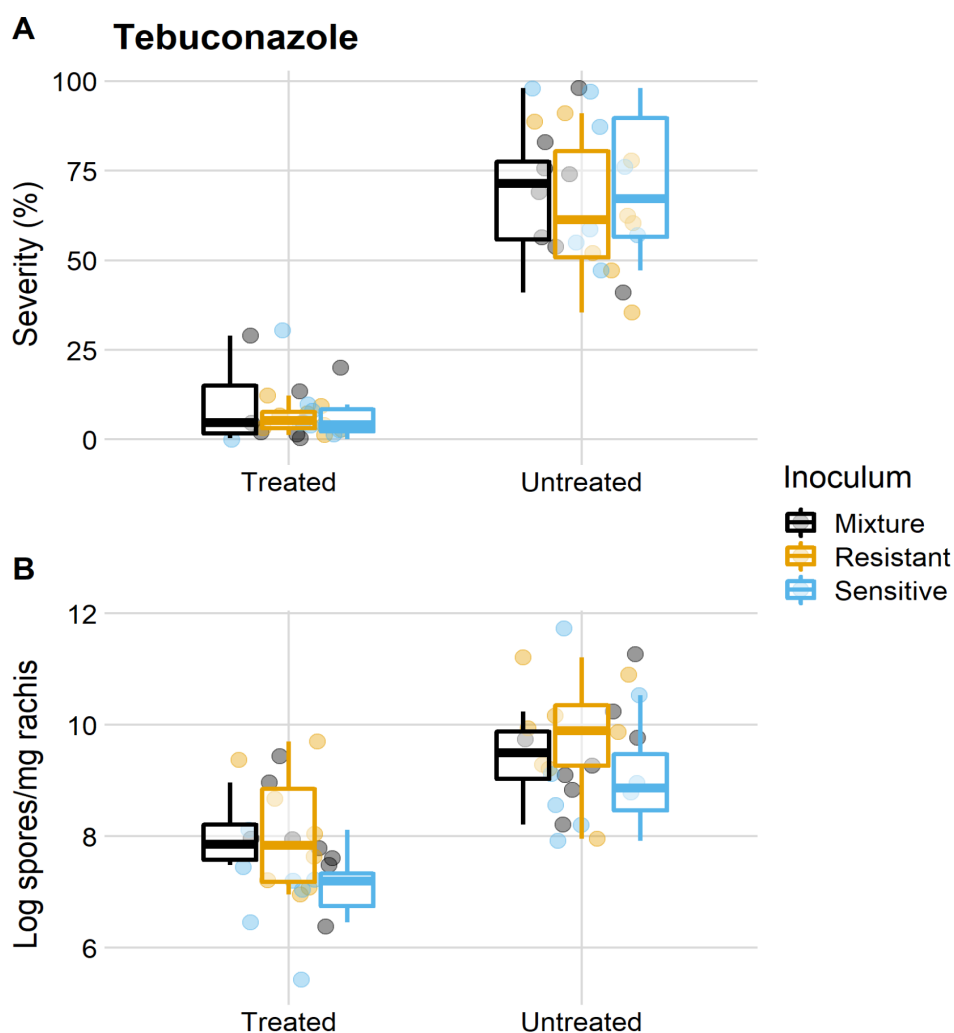 A
Tebuconazole
Severity (%)
100
75
50
25
0
Treated Untreated
Inoculum
Mixture
Resistant
Sensitive
B
Log spores/mg rachis
12
10
8
6
Treated Untreated